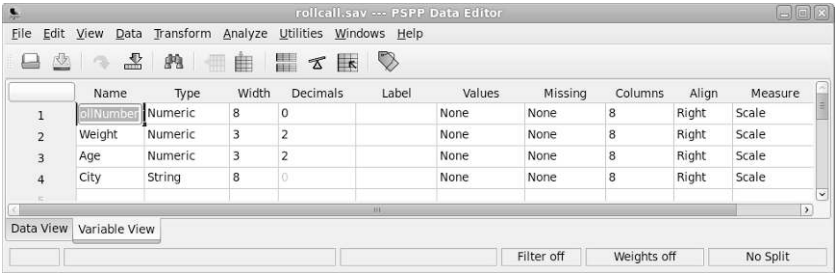 rollcall.sav --- PSPP Data Editor
File Edit View Data Transform Analyze Utilities Windows Help
Name Type Width Decimals Label Values Missing Columns Align Measure
1 ollNumber Numeric 8 0 None None 8 Right Scale
2 Weight Numeric 3 2 None None 8 Right Scale
3 Age Numeric 3 2 None None 8 Right Scale
4 City String 8 0 None None 8 Right Scale
Data View Variable View
Filter off Weights off No Split